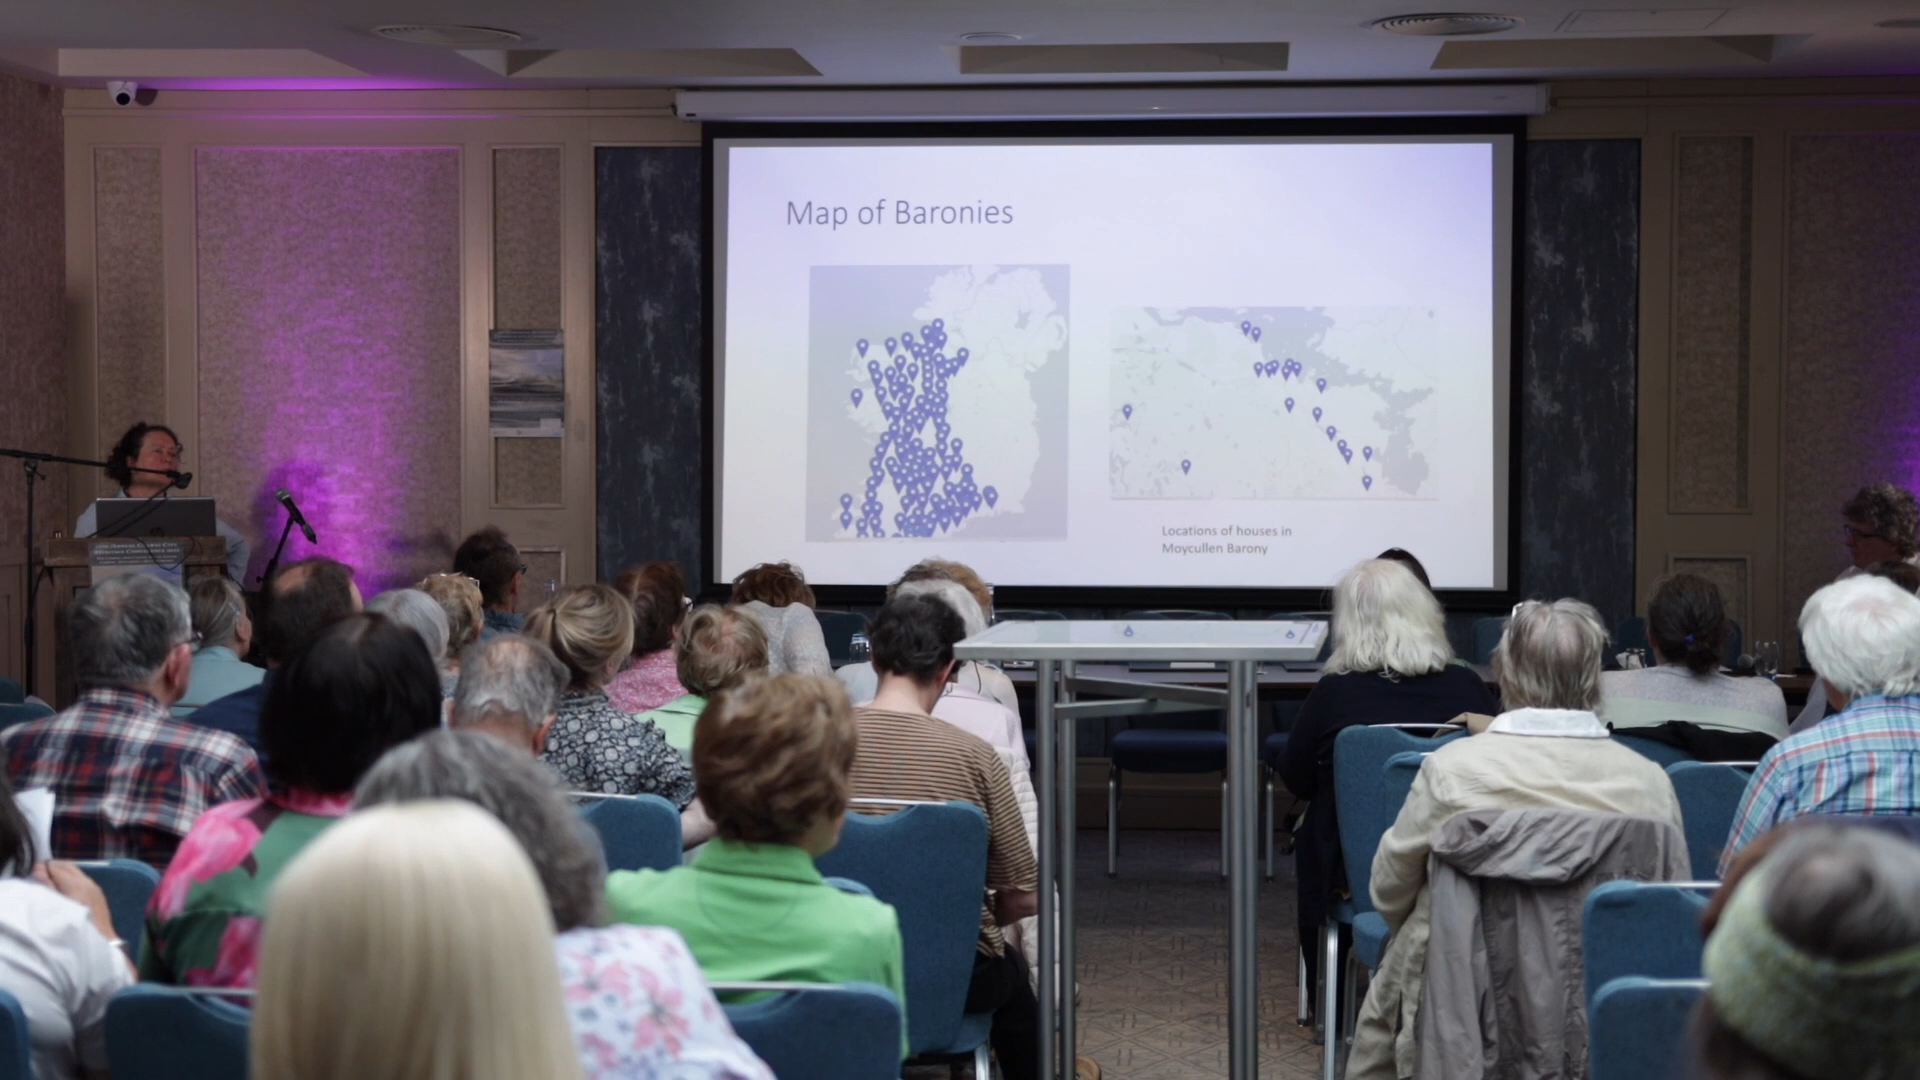 Map of Baronies
Locations of houses in
Moycullen Barony